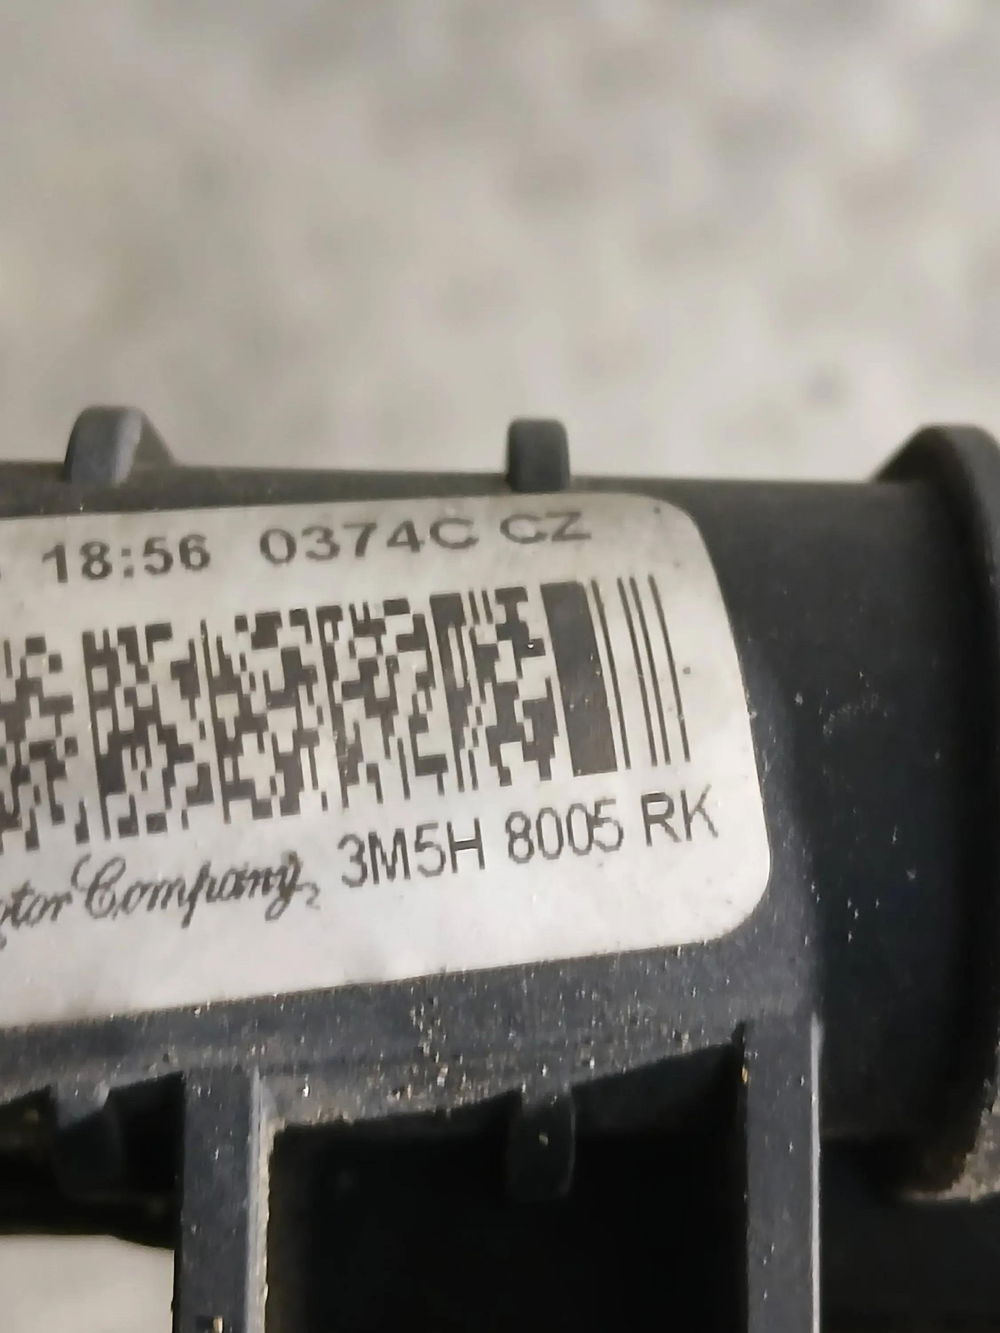 18:56 0374C CZ
otor Company, 3M5H 8005 RK